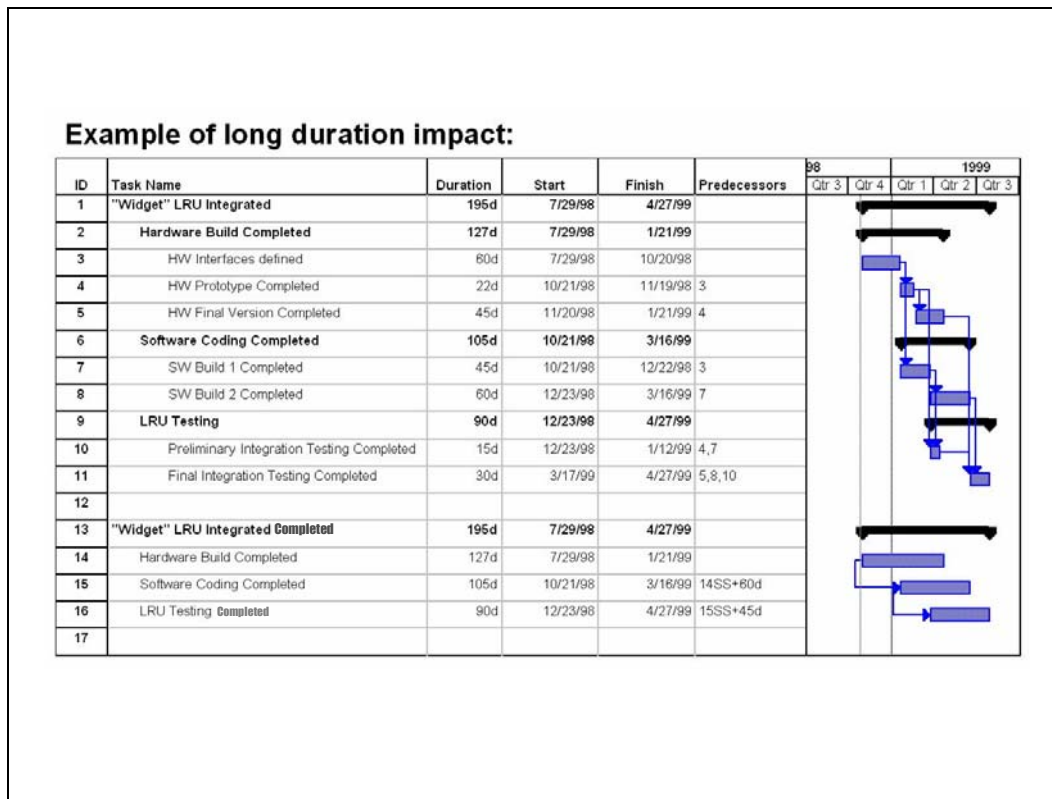 Example of long duration impact:
98 1999
ID Task Name Duration Start Finish Predecessors Qtr 3 Qtr 4 Qtr 1 Qtr 2 Qtr 3
1 "Widget" LRU Integrated 195d 7/29/98 4/27/99
2 Hardware Build Completed 127d 7/29/98 1/21/99
3 HW Interfaces defined 60d 7/29/98 10/20/98
4 HW Prototype Completed 22d 10/21/98 11/19/98 3
5 HW Final Version Completed 45d 11/20/98 1/21/99 4
6 Software Coding Completed 105d 10/21/98 3/16/99
7 SW Build 1 Completed 45d 10/21/98 12/22/98 3
8 SW Build 2 Completed 60d 12/23/98 3/16/99 7
9 LRU Testing 90d 12/23/98 4/27/99
10 Preliminary Integration Testing Completed 15d 12/23/98 1/12/99 4,7
11 Final Integration Testing Completed 30d 3/17/99 4/27/99 5,8,10
12
13 "Widget" LRU Integrated Completed 195d 7/29/98 4/27/99
14 Hardware Build Completed 127d 7/29/98 1/21/99
15 Software Coding Completed 105d 10/21/98 3/16/99 14SS+60d
16 LRU Testing Completed 90d 12/23/98 4/27/99 15SS+45d
17